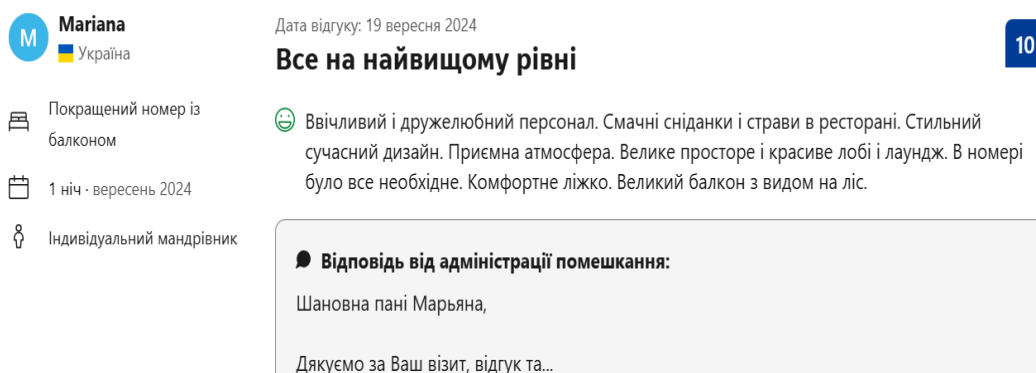 M
Mariana
Україна
Покращений номер із
балконом
1 ніч · вересень 2024
Індивідуальний мандрівник
Дата відгуку: 19 вересня 2024
Все на найвищому рівні
10
Ввічливий і дружелюбний персонал. Смачні сніданки і страви в ресторані. Стильний
сучасний дизайн. Приємна атмосфера. Велике просторе і красиве лобі і лаундж. В номері
було все необхідне. Комфортне ліжко. Великий балкон з видом на ліс.
Відповідь від адміністрації помешкання:
Шановна пані Марьяна,
Дякуємо за Ваш візит, відгук та...